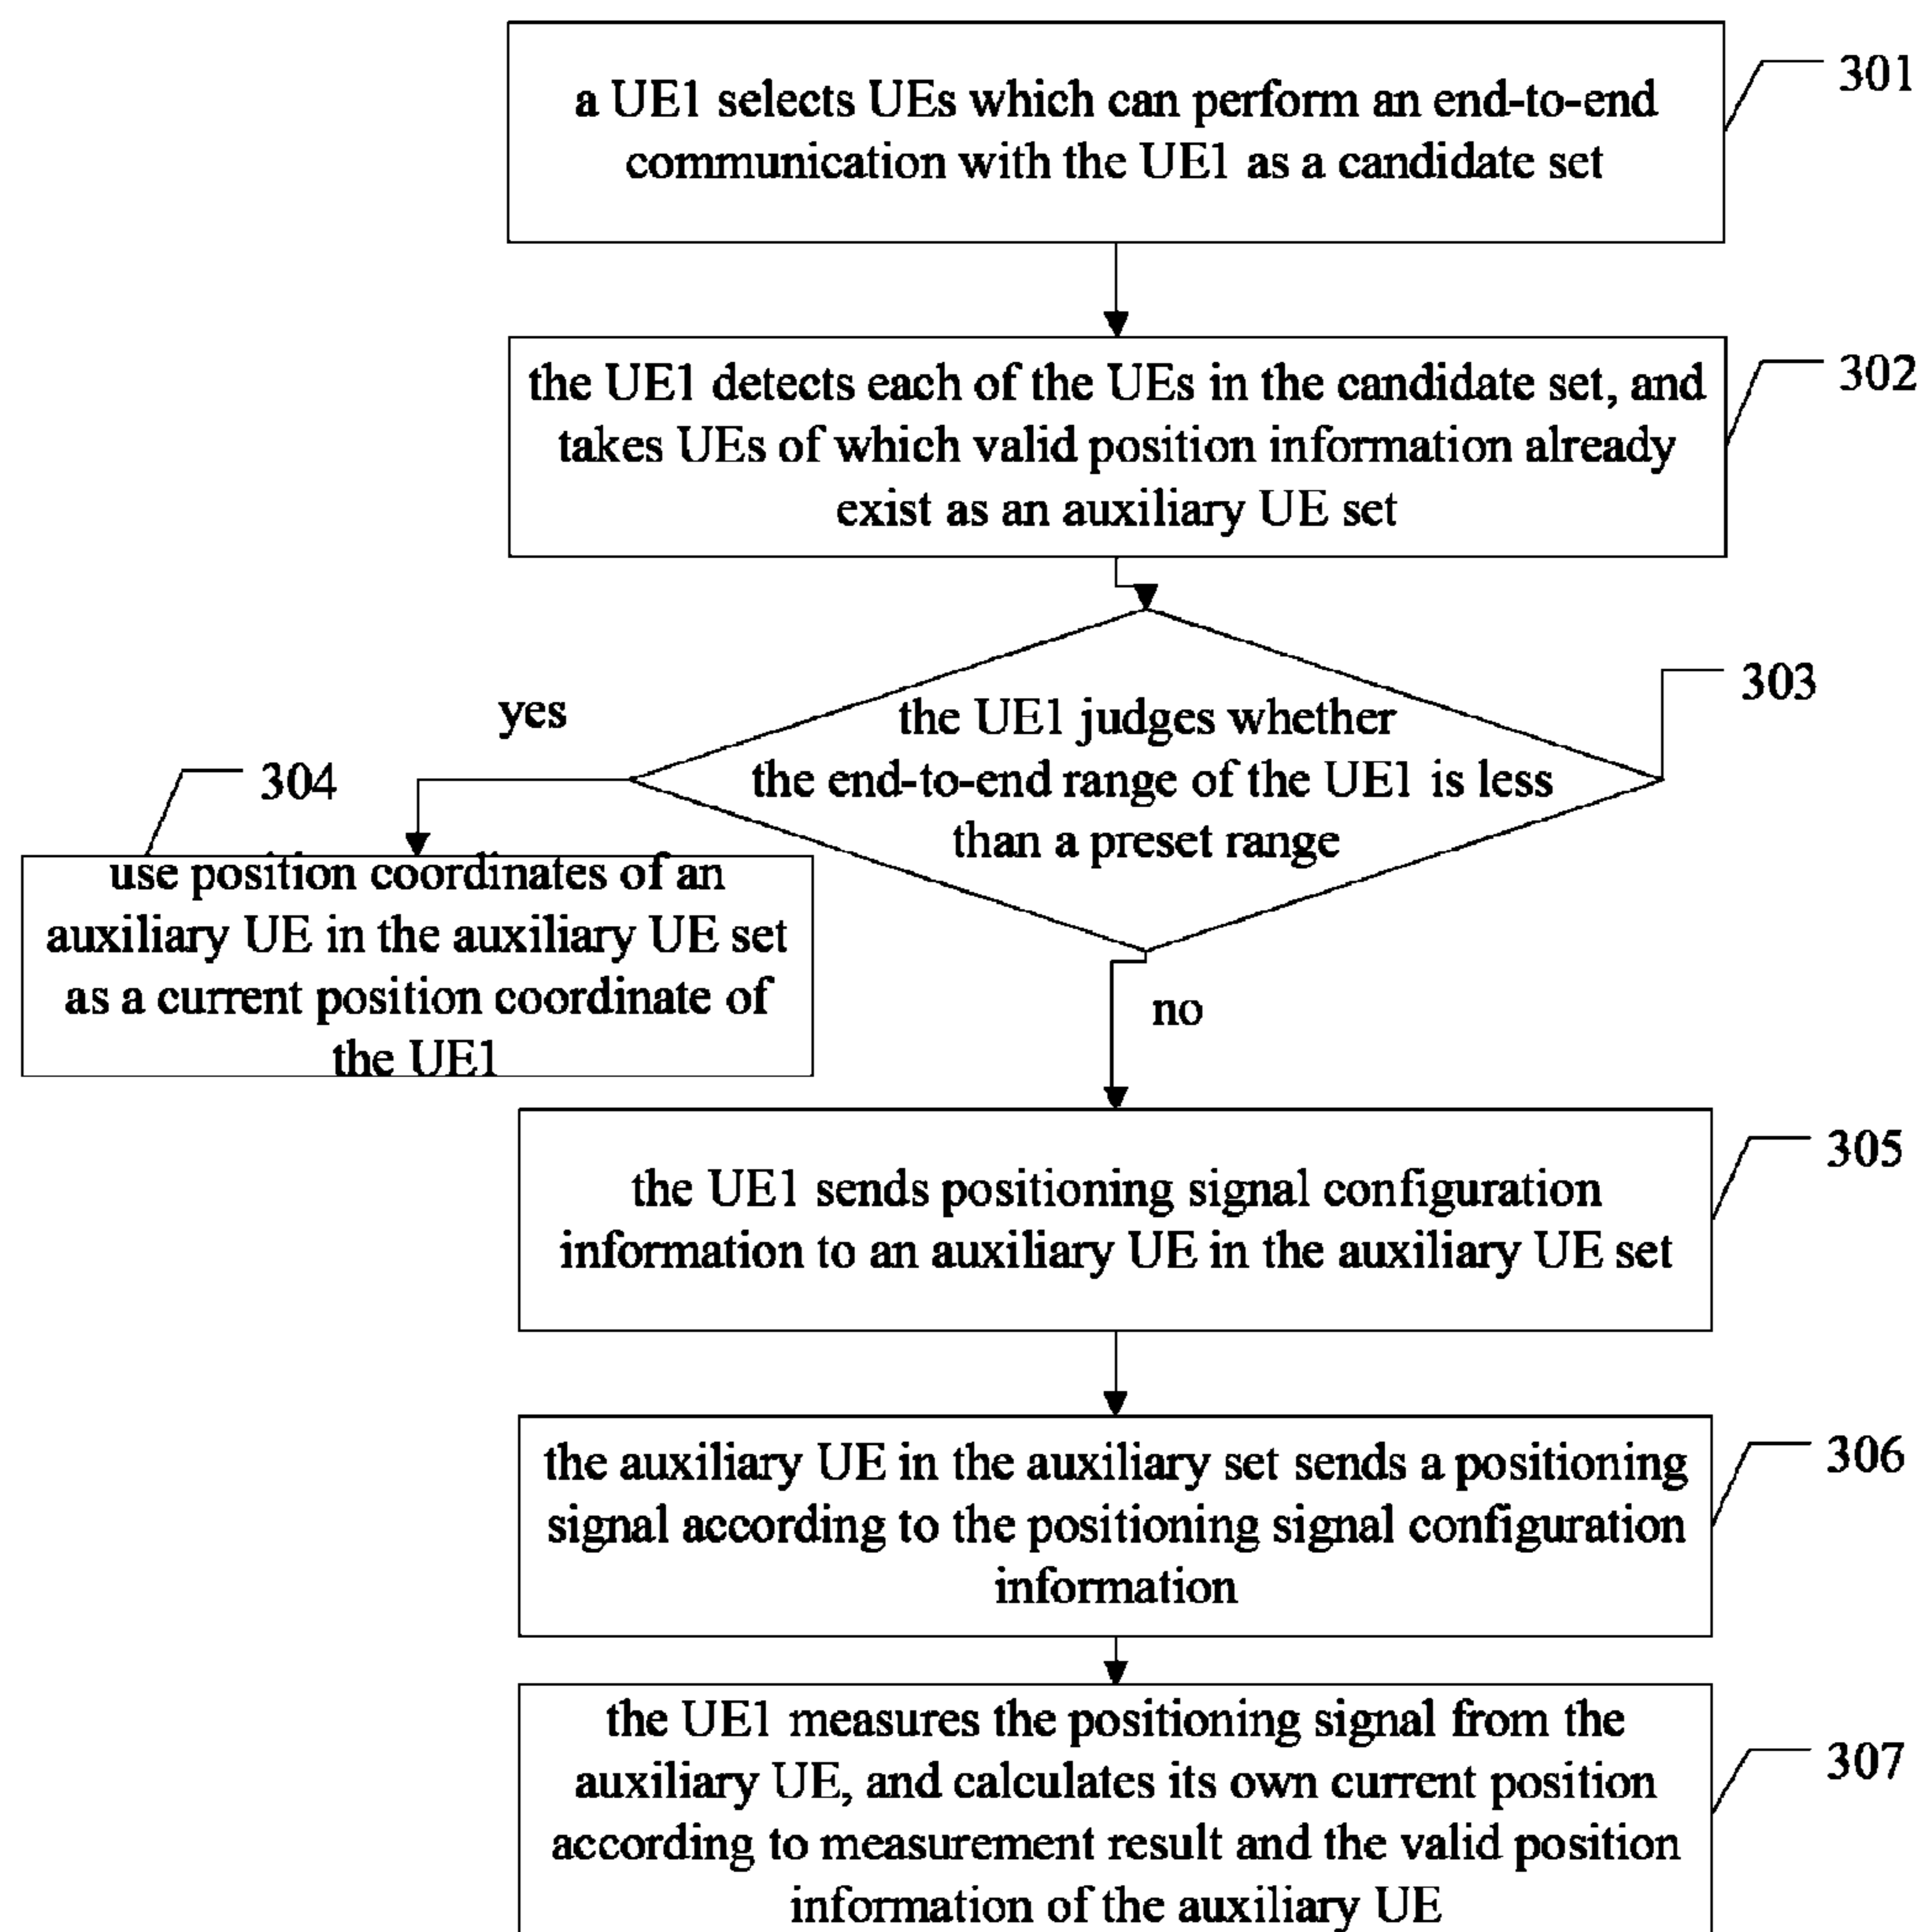 a UE1 selects UEs which can perform an end-to-end
communication with the UE1 as a candidate set
301
the UE1 detects each of the UEs in the candidate set, and
takes UEs of which valid position information already
exist as an auxiliary UE set
302
the UE1 judges whether
the end-to-end range of the UE1 is less
than a preset range
303
yes
304
use position coordinates of an
auxiliary UE in the auxiliary UE set
as a current position coordinate of
the UE1
no
the UE1 sends positioning signal configuration
information to an auxiliary UE in the auxiliary UE set
305
the auxiliary UE in the auxiliary set sends a positioning
signal according to the positioning signal configuration
information
306
the UE1 measures the positioning signal from the
auxiliary UE, and calculates its own current position
according to measurement result and the valid position
information of the auxiliary UE
307